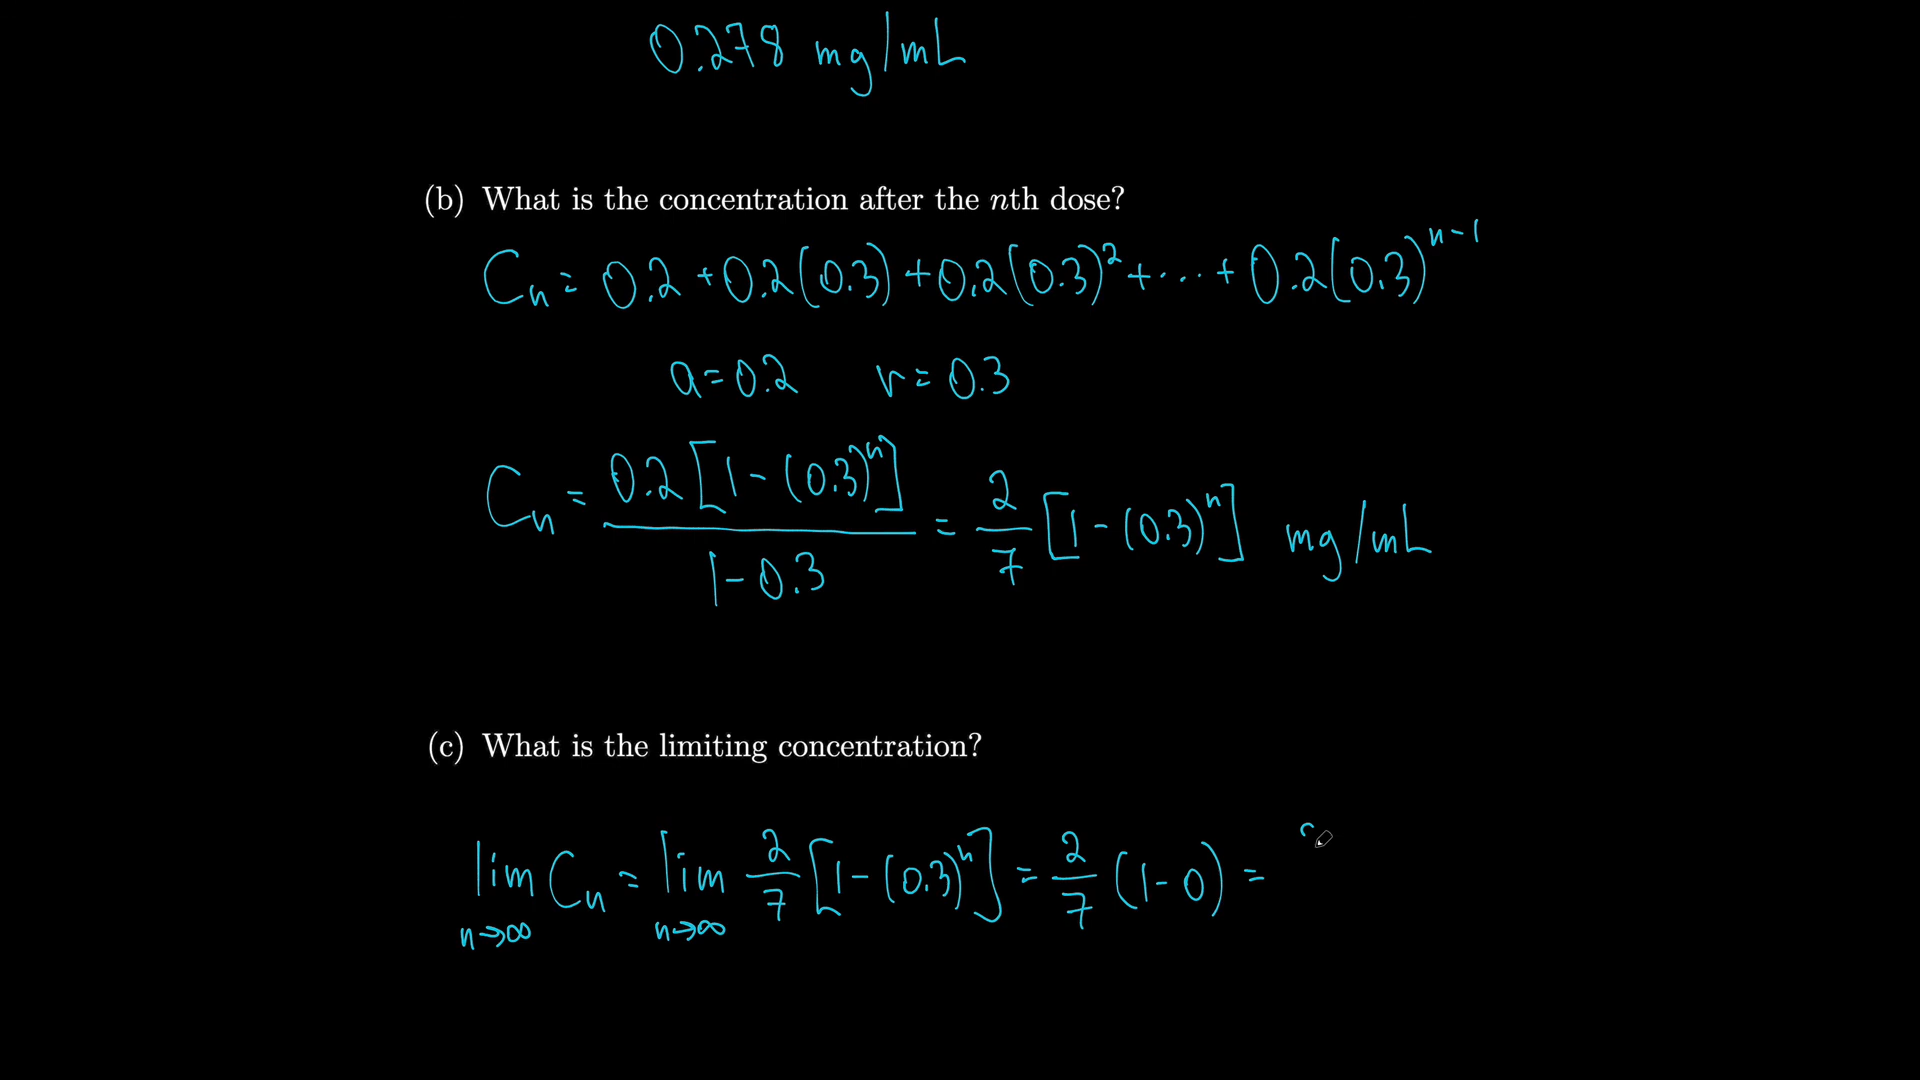 0.278 mg/mL
(b) What is the concentration after the nth dose?
Cₙ = 0.2 + 0.2(0.3) + 0.2(0.3)² + ··· + 0.2(0.3)ⁿ⁻¹
a = 0.2 r = 0.3
Cₙ = 0.2[1 - (0.3)ⁿ] / 1 - 0.3 = 2/7 [1 - (0.3)ⁿ] mg/mL
(c) What is the limiting concentration?
lim n→∞ Cₙ = lim n→∞ 2/7 [1 - (0.3)ⁿ] = 2/7 (1 - 0) =